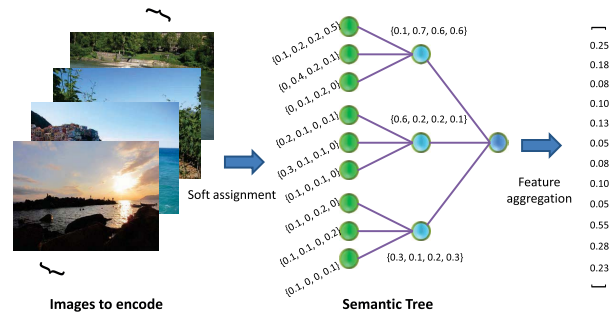 {
}
Images to encode
Soft assignment
{0.1, 0.2, 0.2, 0.5}
{0, 0.4, 0.2, 0.1}
{0, 0.1, 0.2, 0}
{0.2, 0.1, 0, 0.1}
{0.3, 0.1, 0.1, 0}
{0.1, 0, 0.1, 0}
{0.1, 0, 0.2, 0}
{0.1, 0.1, 0, 0.2}
{0.1, 0, 0, 0.1}
{0.1, 0.7, 0.6, 0.6}
{0.6, 0.2, 0.2, 0.1}
{0.3, 0.1, 0.2, 0.3}
Semantic Tree
Feature
aggregation
[
0.25
0.18
0.08
0.10
0.13
0.05
0.08
0.10
0.05
0.55
0.28
0.23
]